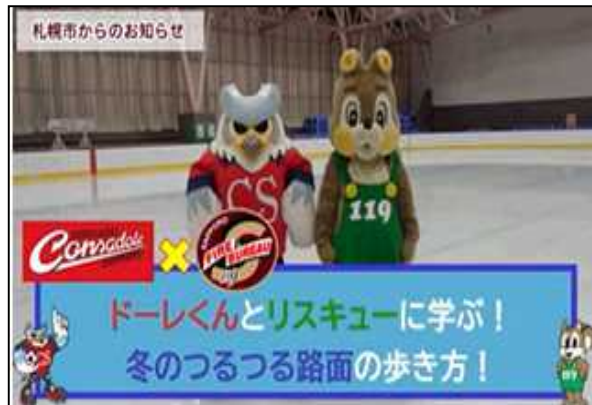 札幌市からのお知らせ
CS
119
Consadole
×
FIRE
BUREAU
ドーレくんとリスキューに学ぶ！
冬のつるつる路面の歩き方！
119